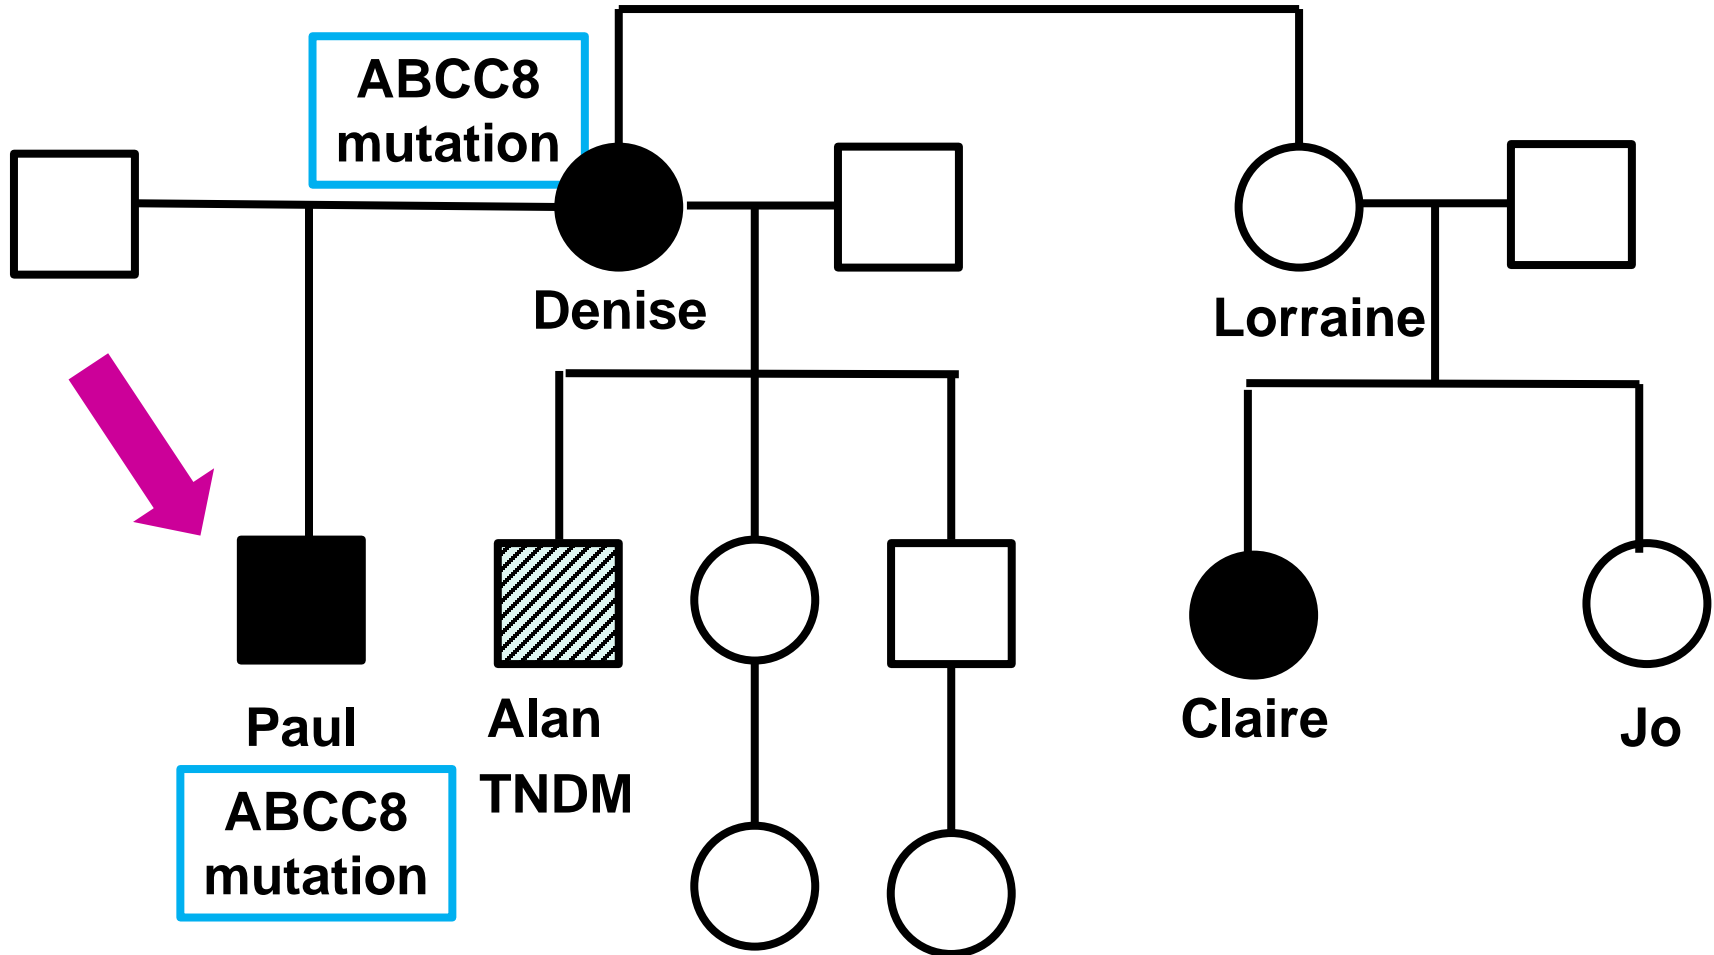 ABCC8
mutation
Denise
Lorraine
Paul
Alan
TNDM
Claire
Jo
ABCC8
mutation